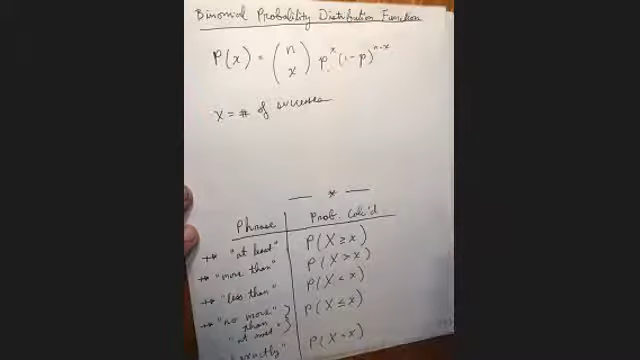 Binomial Probability Distribution Function
P(x) = (n x) p^x (1-p)^n-x
X = # of successes
— * —
Phrase Prob. Calc'd
"at least" P(X ≥ x)
"more than" P(X > x)
"less than" P(X < x)
"no more than" P(X ≤ x)
"at most"
"exactly" P(X = x)